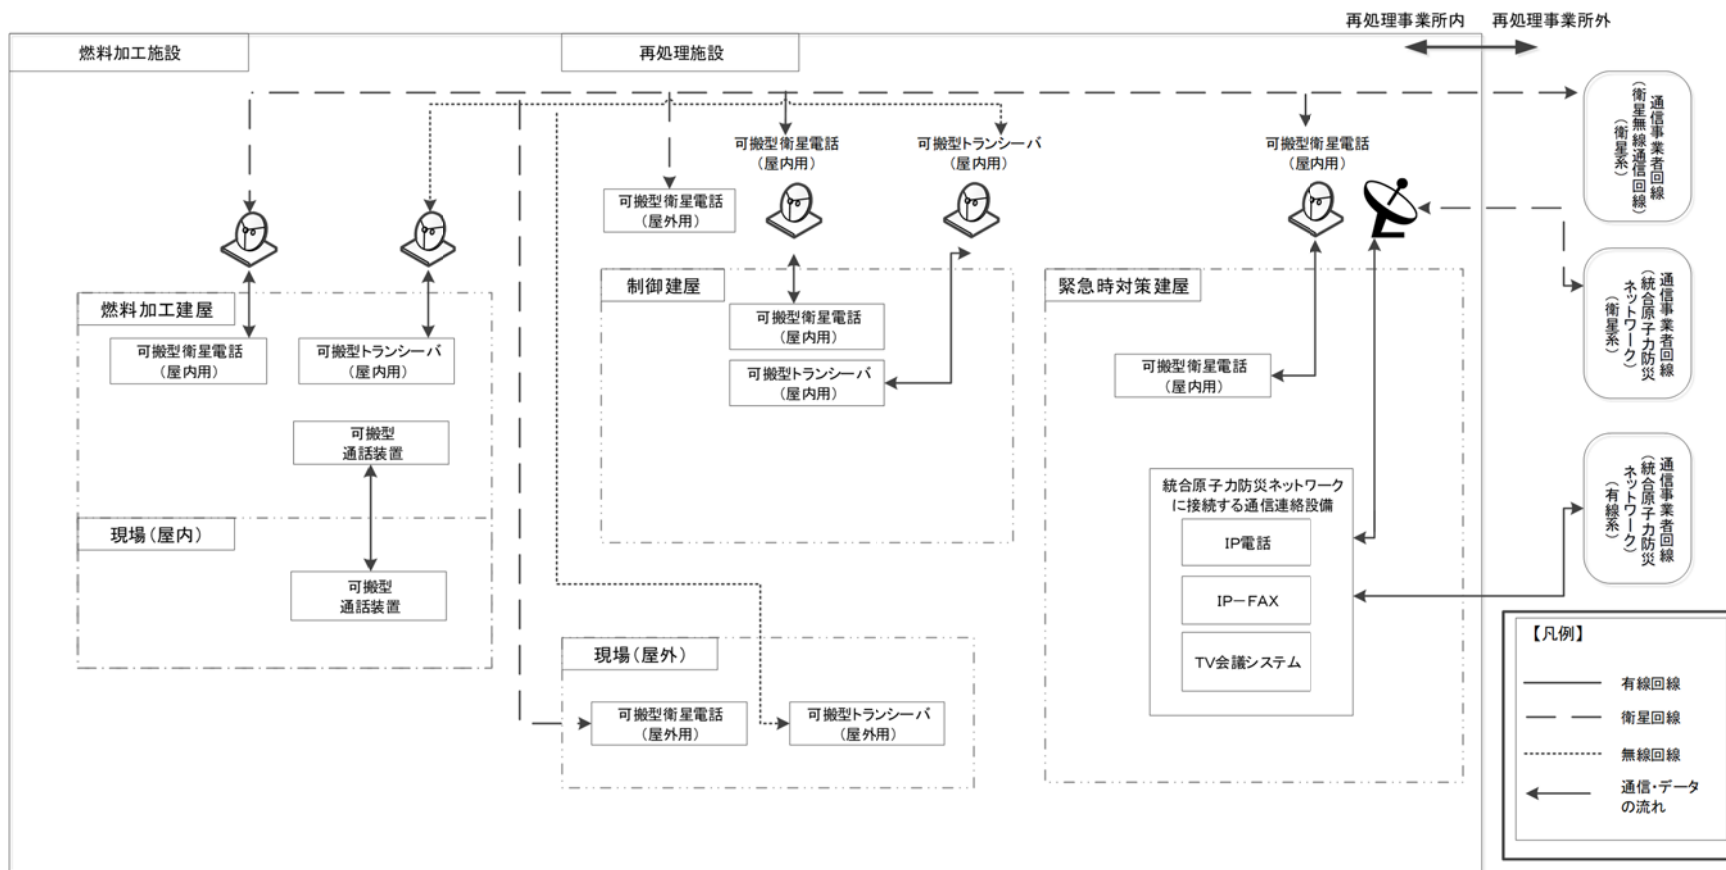 再処理事業所内 再処理事業所外
燃料加工施設
再処理施設
通信事業者回線
(衛星無線通信回線)
(衛星系)
可搬型衛星電話
(屋内用)
可搬型トランシーバ
(屋内用)
可搬型衛星電話
(屋内用)
可搬型衛星電話
(屋外用)
通信事業者回線
(統合原子力防災
ネットワーク)
(衛星系)
燃料加工建屋
可搬型衛星電話
(屋内用)
可搬型トランシーバ
(屋内用)
可搬型
通話装置
現場(屋内)
可搬型
通話装置
制御建屋
可搬型衛星電話
(屋内用)
可搬型トランシーバ
(屋内用)
現場(屋外)
可搬型衛星電話
(屋外用)
可搬型トランシーバ
(屋外用)
緊急時対策建屋
可搬型衛星電話
(屋内用)
統合原子力防災ネットワーク
に接続する通信連絡設備
IP電話
IP-FAX
TV会議システム
通信事業者回線
(統合原子力防災
ネットワーク)
(有線系)
【凡例】
有線回線
衛星回線
無線回線
通信・データ
の流れ